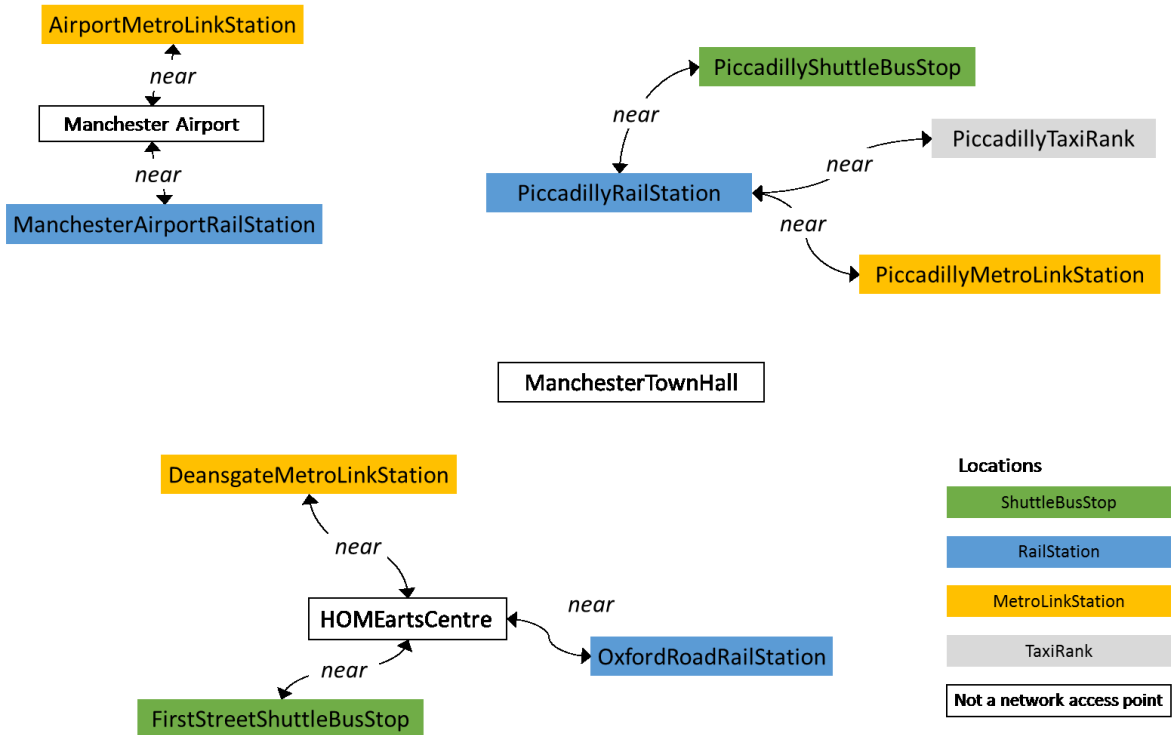 AirportMetroLinkStation
near
Manchester Airport
near
ManchesterAirportRailStation
PiccadillyShuttleBusStop
near
PiccadillyTaxiRank
near
PiccadillyRailStation
near
PiccadillyMetroLinkStation
ManchesterTownHall
DeansgateMetroLinkStation
near
near
HOMEartsCentre
OxfordRoadRailStation
near
FirstStreetShuttleBusStop
Locations
ShuttleBusStop
RailStation
MetroLinkStation
TaxiRank
Not a network access point